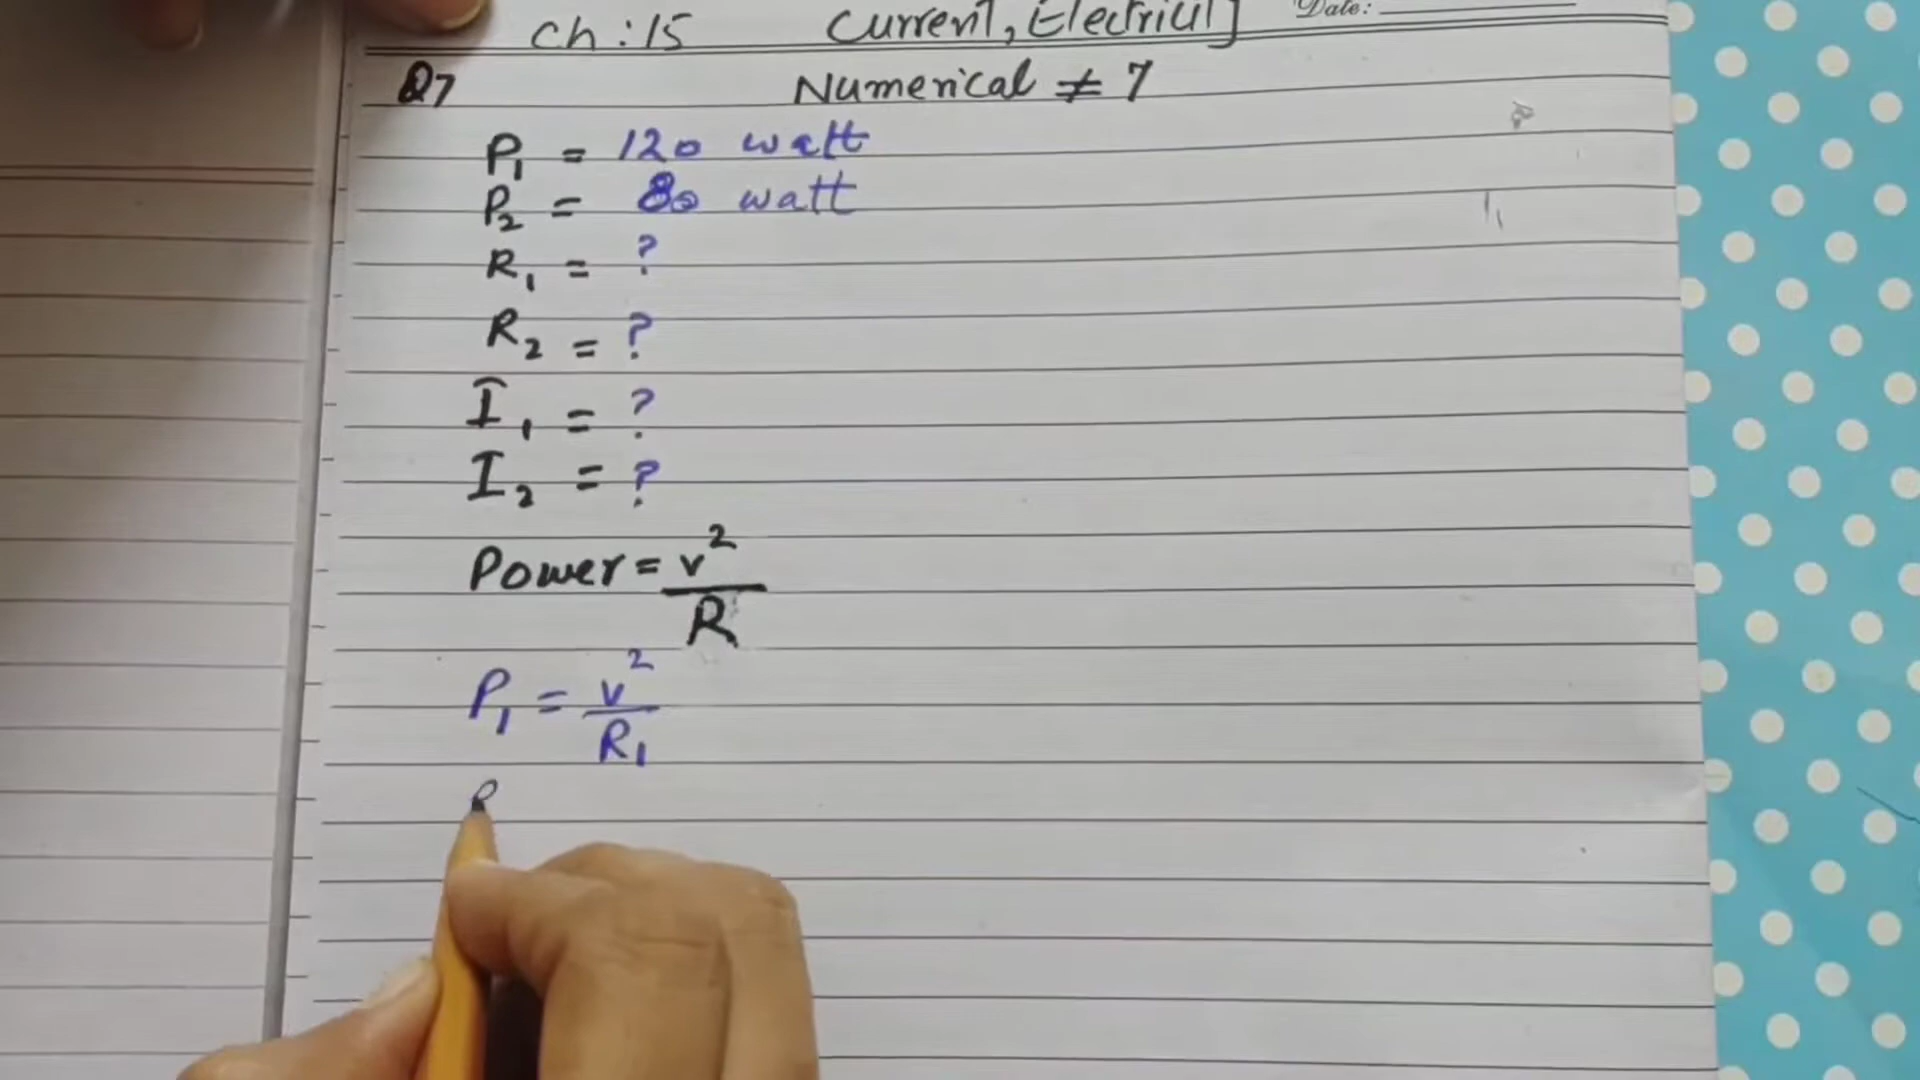 Date:
Ch : 15 Current, Electricity
Q7 Numerical ≠ 7
P1 = 120 watt
P2 = 80 watt
R1 = ?
R2 = ?
I1 = ?
I2 = ?
Power = v²/R
P1 = v²/R1
P